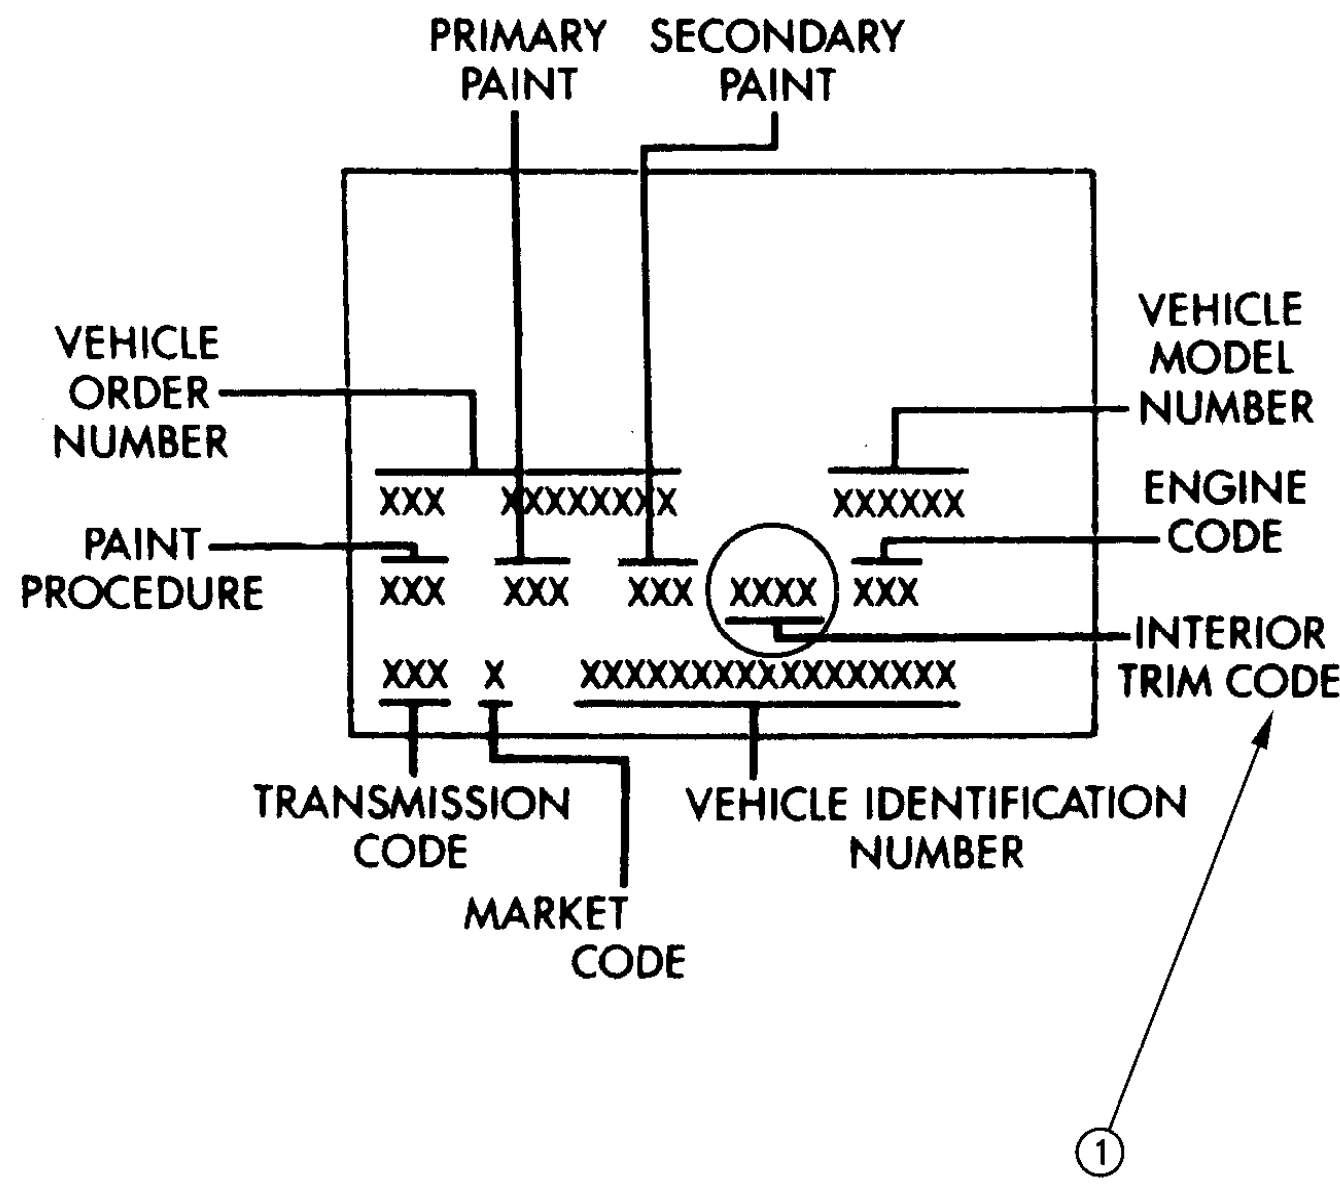 PRIMARY PAINT
SECONDARY PAINT
VEHICLE ORDER NUMBER
VEHICLE MODEL NUMBER
XXX XXXXXXXX XXXXXX
ENGINE CODE
PAINT PROCEDURE
XXX XXX XXX XXXX XXX
INTERIOR TRIM CODE
XXX X XXXXXXXXXXXXXXXXX
TRANSMISSION CODE
VEHICLE IDENTIFICATION NUMBER
MARKET CODE
1